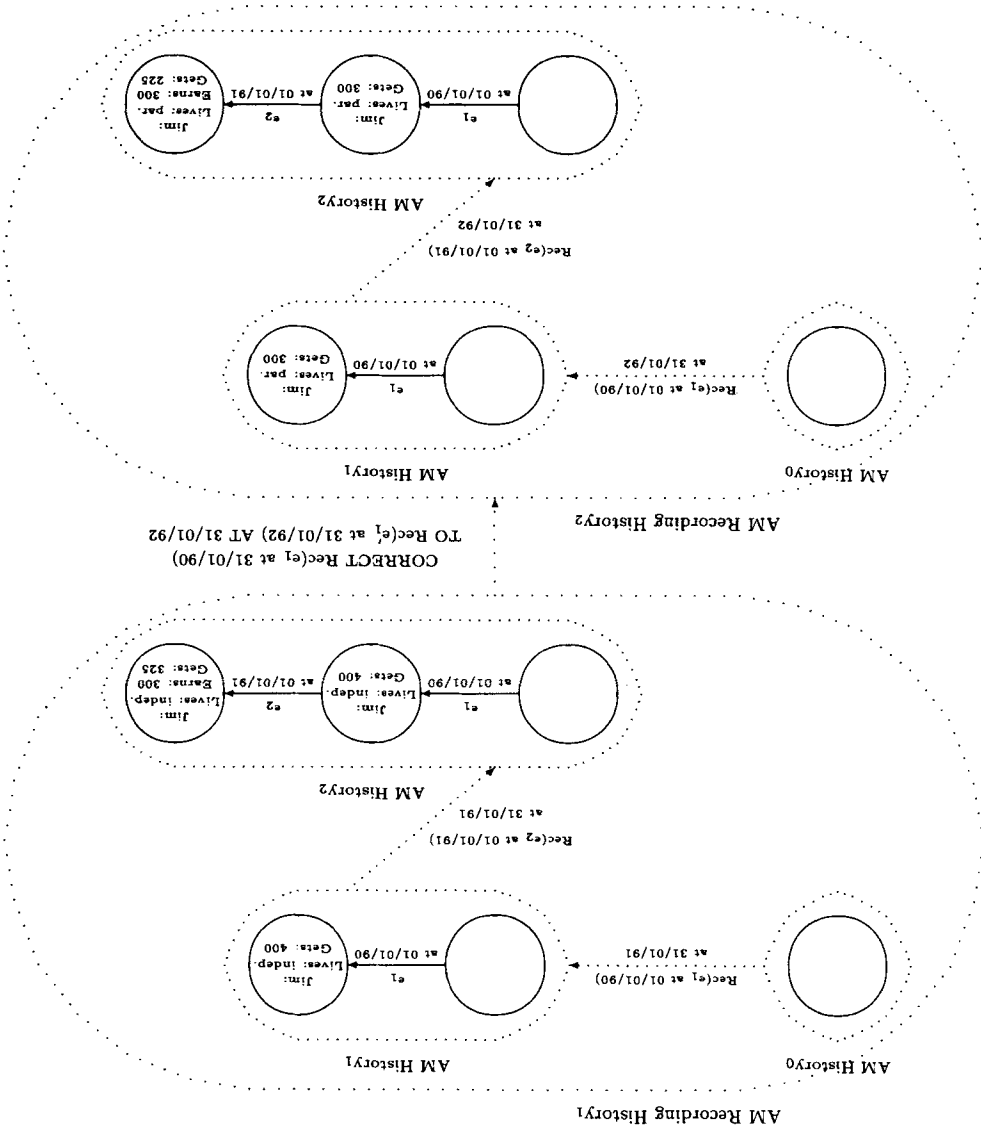 AM Recording History₁
AM History₀
AM History₁
Rec(e₁ at 01/01/90)
at 31/01/91
e₁
at 01/01/90
Jim:
Lives: indep.
Gets: 400
Rec(e₂ at 01/01/91)
at 31/01/91
AM History₂
e1
at 01/01/90
Jim:
Lives: indep.
Gets: 400
e2
at 01/01/91
Jim:
Lives: indep.
Earns: 300
Gets: 325
CORRECT Rec(e₁ at 31/01/90)
TO Rec(e₁′ at 31/01/92) AT 31/01/92
AM Recording History₂
AM History₀
AM History₁
Rec(e₁ at 01/01/90)
at 31/01/92
e₁
at 01/01/90
Jim:
Lives: par.
Gets: 300
Rec(e₂ at 01/01/91)
at 31/01/92
AM History₂
e1
at 01/01/90
Jim:
Lives: par.
Gets: 300
e2
at 01/01/91
Jim:
Lives: par.
Earns: 300
Gets: 225